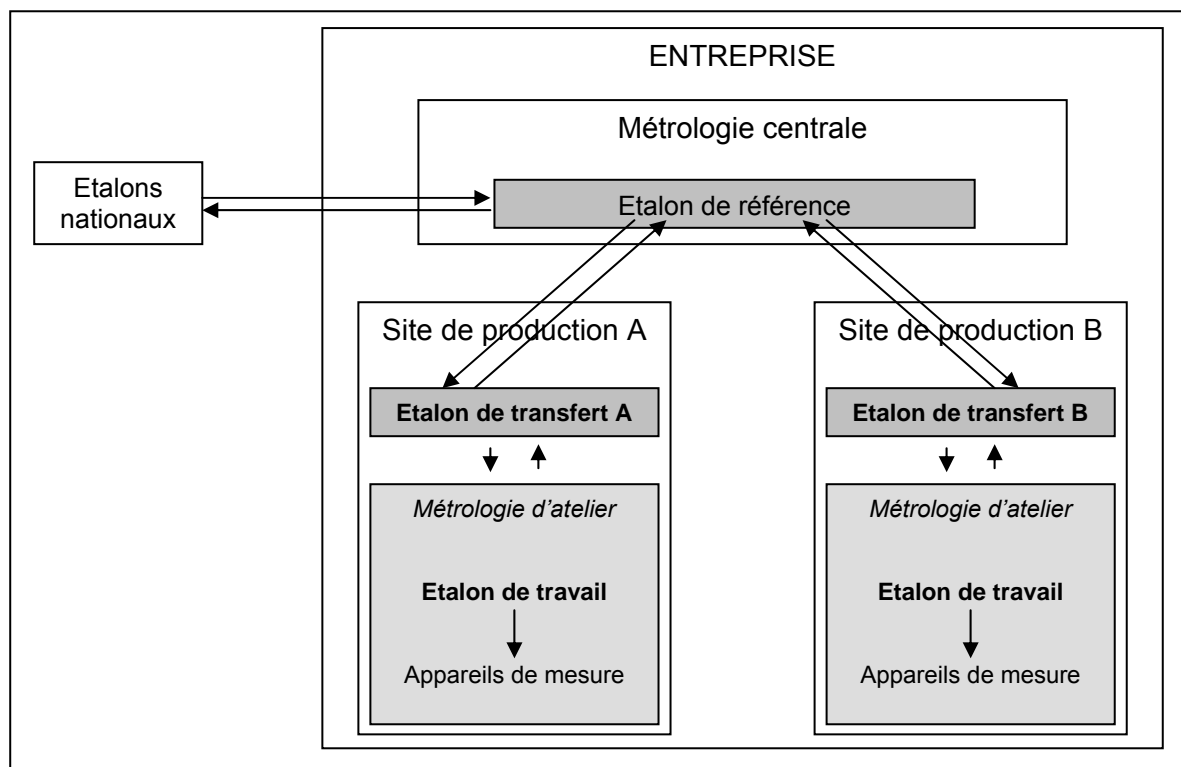 ENTREPRISE
Métrologie centrale
Etalons
nationaux
Etalon de référence
Site de production A
Site de production B
Etalon de transfert A
Etalon de transfert B
Métrologie d’atelier
Métrologie d’atelier
Etalon de travail
Etalon de travail
Appareils de mesure
Appareils de mesure